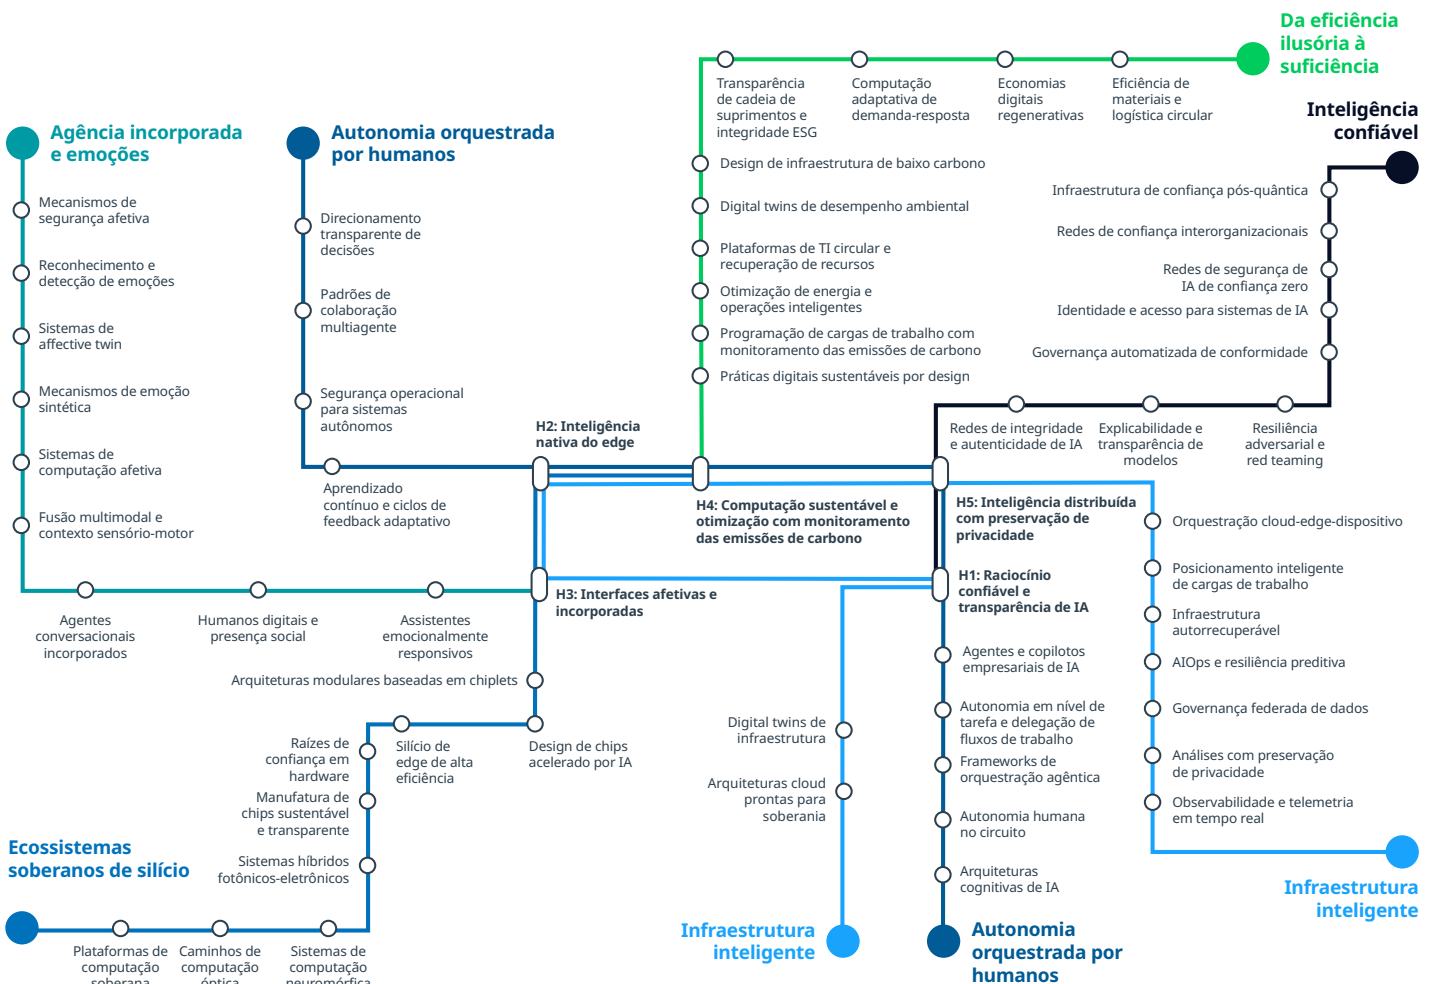 Da eficiência
ilusória à
suficiência
Transparência
de cadeia de
suprimentos e
integridade ESG
Computação
adaptativa de
demanda-resposta
Economias
digitais
regenerativas
Eficiência de
materiais e
logística circular
Design de infraestrutura de baixo carbono
Digital twins de desempenho ambiental
Plataformas de TI circular e
recuperação de recursos
Otimização de energia e
operações inteligentes
Programação de cargas de trabalho com
monitoramento das emissões de carbono
Práticas digitais sustentáveis por design
Inteligência
confiável
Infraestrutura de confiança pós-quântica
Redes de confiança interorganizacionais
Redes de segurança de
IA de confiança zero
Identidade e acesso para sistemas de IA
Governança automatizada de conformidade
Redes de integridade
e autenticidade de IA
Explicabilidade e
transparência de
modelos
Resiliência
adversarial e
red teaming
Agência incorporada
e emoções
Mecanismos de
segurança afetiva
Reconhecimento e
detecção de emoções
Sistemas de
affective twin
Mecanismos de emoção
sintética
Sistemas de
computação afetiva
Fusão multimodal e
contexto sensório-motor
Agentes
conversacionais
incorporados
Humanos digitais e
presença social
Assistentes
emocionalmente
responsivos
Autonomia orquestrada
por humanos
Direcionamento
transparente de
decisões
Padrões de
colaboração
multiagente
Segurança operacional
para sistemas
autônomos
Aprendizado
contínuo e ciclos de
feedback adaptativo
H2: Inteligência
nativa do edge
H4: Computação sustentável e
otimização com monitoramento
das emissões de carbono
H5: Inteligência distribuída
com preservação de
privacidade
H3: Interfaces afetivas e
incorporadas
H1: Raciocínio
confiável e
transparência de IA
Orquestração cloud-edge-dispositivo
Posicionamento inteligente
de cargas de trabalho
Infraestrutura
autorrecuperável
AIOps e resiliência preditiva
Governança federada de dados
Análises com preservação
de privacidade
Observabilidade e telemetria
em tempo real
Infraestrutura
inteligente
Agentes e copilotos
empresariais de IA
Autonomia em nível de
tarefa e delegação de
fluxos de trabalho
Frameworks de
orquestração agêntica
Autonomia humana
no circuito
Arquiteturas
cognitivas de IA
Autonomia
orquestrada por
humanos
Digital twins de
infraestrutura
Arquiteturas cloud
prontas para
soberania
Infraestrutura
inteligente
Arquiteturas modulares baseadas em chiplets
Design de chips
acelerado por IA
Silício de
edge de alta
eficiência
Raízes de
confiança em
hardware
Manufatura de
chips sustentável
e transparente
Sistemas híbridos
fotônicos-eletrônicos
Ecossistemas
soberanos de silício
Plataformas de
computação
soberana
Caminhos de
computação
óptica
Sistemas de
computação
neuromórfica